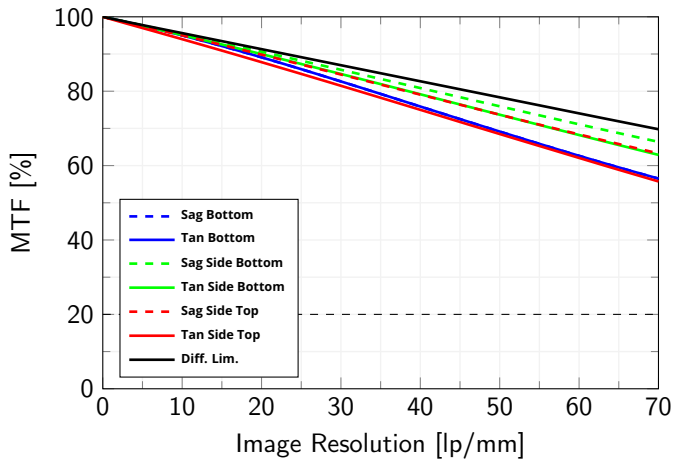 100
80
60
40
20
0
MTF [%]
Sag Bottom
Tan Bottom
Sag Side Bottom
Tan Side Bottom
Sag Side Top
Tan Side Top
Diff. Lim.
0 10 20 30 40 50 60 70
Image Resolution [lp/mm]